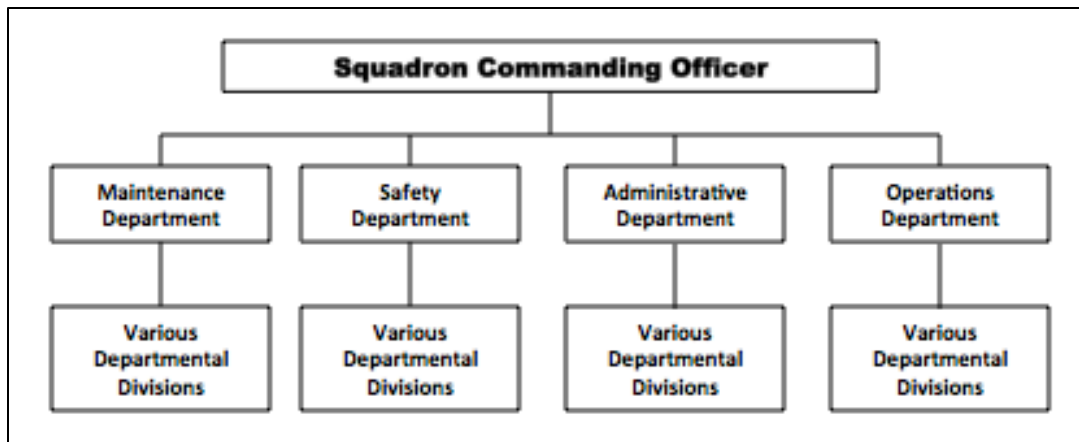 Squadron Commanding Officer
Maintenance
Department
Safety
Department
Administrative
Department
Operations
Department
Various
Departmental
Divisions
Various
Departmental
Divisions
Various
Departmental
Divisions
Various
Departmental
Divisions